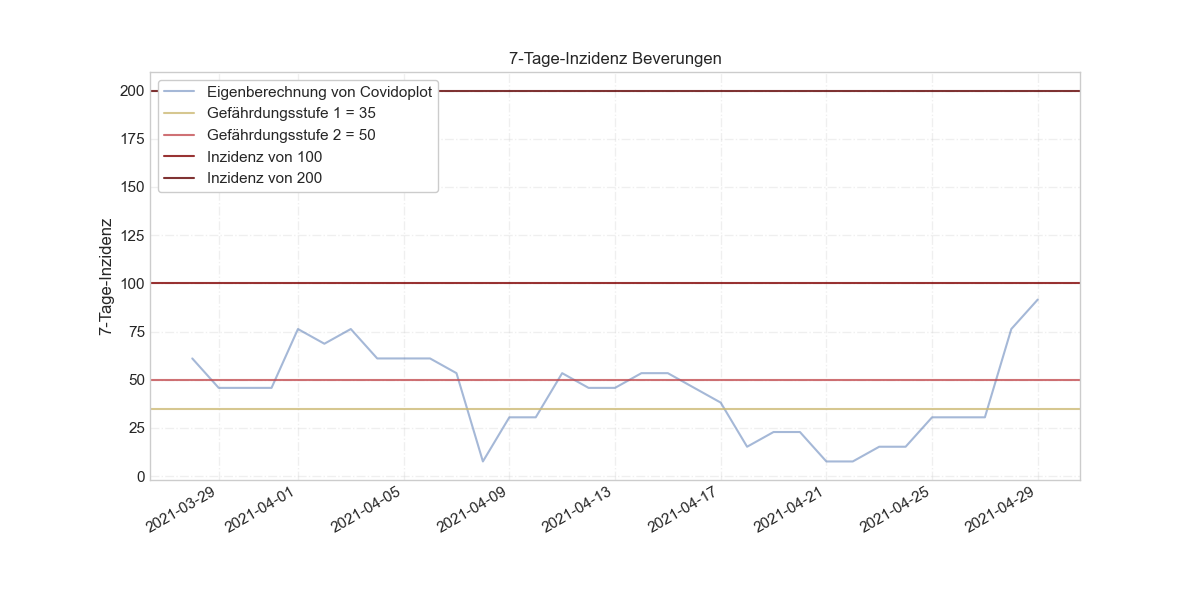 7-Tage-Inzidenz Beverungen
Eigenberechnung von Covidoplot
Gefährdungsstufe 1 = 35
Gefährdungsstufe 2 = 50
Inzidenz von 100
Inzidenz von 200
7-Tage-Inzidenz
200
175
150
125
100
75
50
25
0
2021-03-29
2021-04-01
2021-04-05
2021-04-09
2021-04-13
2021-04-17
2021-04-21
2021-04-25
2021-04-29